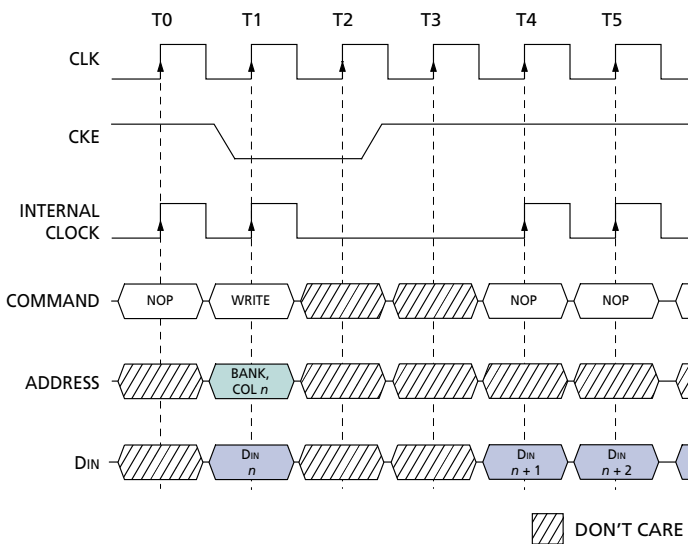 T0 T1 T2 T3 T4 T5
CLK
CKE
INTERNAL
CLOCK
COMMAND NOP WRITE NOP NOP
ADDRESS BANK,
COL n
DIN DIN
n DIN
n + 1 DIN
n + 2
DON'T CARE